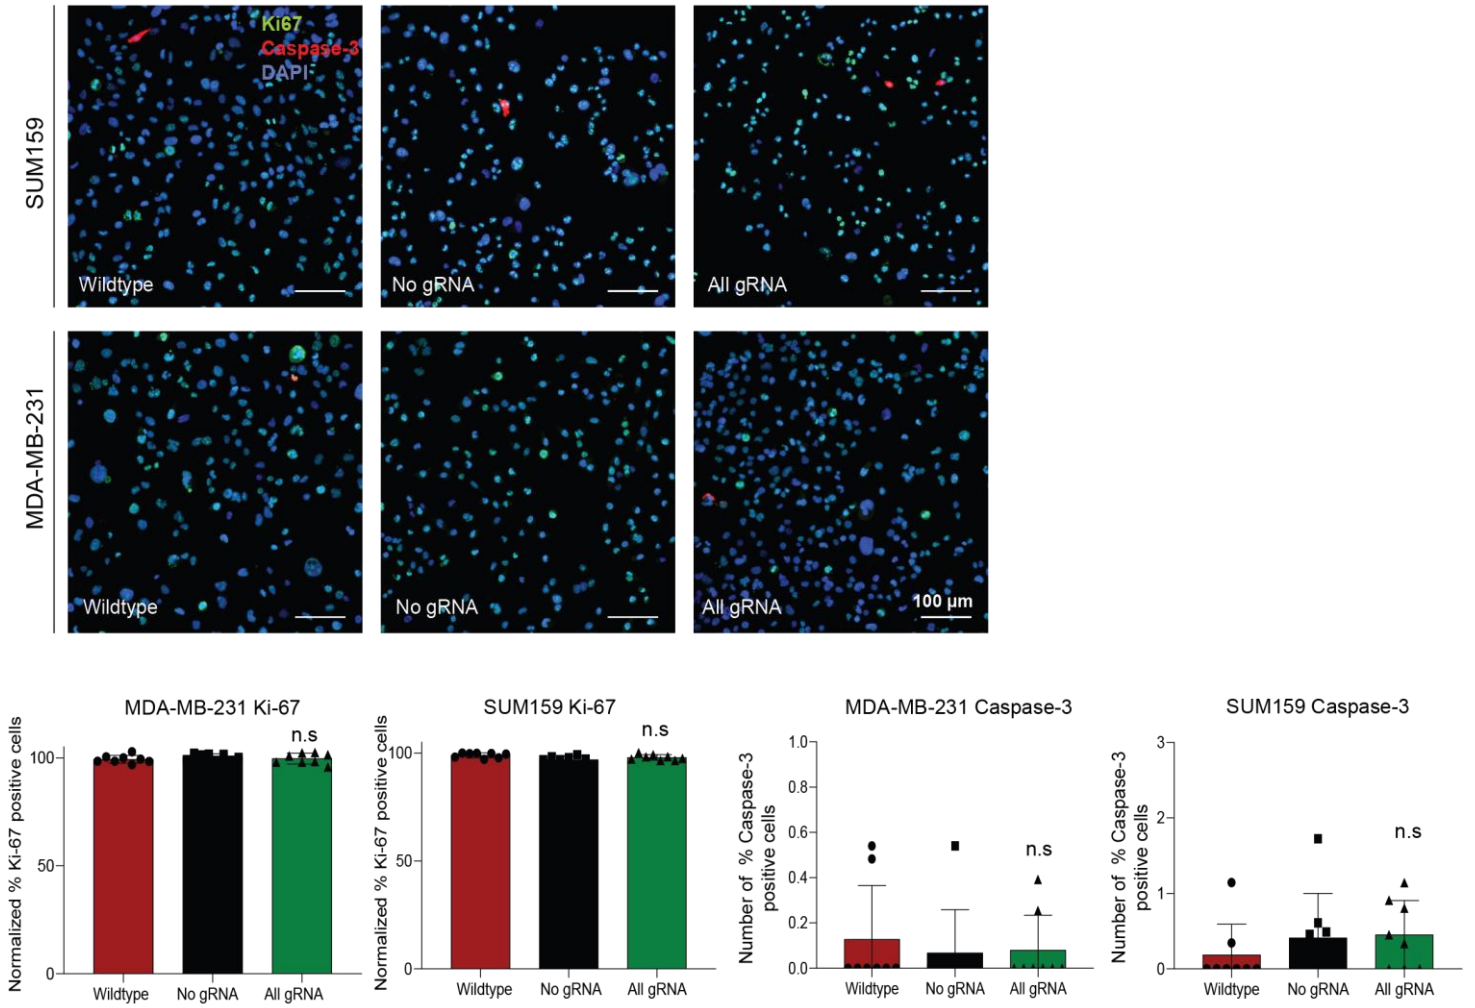 SUM159
Ki67
Caspase-3
DAPI
Wildtype
No gRNA
All gRNA
MDA-MB-231
Wildtype
No gRNA
All gRNA
100 µm
MDA-MB-231 Ki-67
Normalized % Ki-67 positive cells
100
50
0
n.s
Wildtype
No gRNA
All gRNA
SUM159 Ki-67
Normalized % Ki-67 positive cells
100
50
0
n.s
Wildtype
No gRNA
All gRNA
MDA-MB-231 Caspase-3
Number of % Caspase-3
positive cells
1.0
0.8
0.6
0.4
0.2
0.0
n.s
Wildtype
No gRNA
All gRNA
SUM159 Caspase-3
Number of % Caspase-3
positive cells
3
2
1
0
n.s
Wildtype
No gRNA
All gRNA